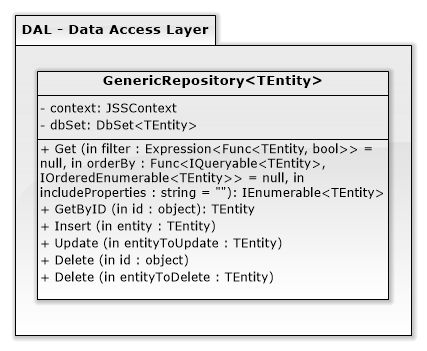 DAL - Data Access Layer
GenericRepository<TEntity>
- context: JSSContext
- dbSet: DbSet<TEntity>
+ Get (in filter : Expression<Func<TEntity, bool>> =
null, in orderBy : Func<IQueryable<TEntity>,
IOrderedEnumerable<TEntity>> = null, in
includeProperties : string = ""): IEnumerable<TEntity>
+ GetByID (in id : object): TEntity
+ Insert (in entity : TEntity)
+ Update (in entityToUpdate : TEntity)
+ Delete (in id : object)
+ Delete (in entityToDelete : TEntity)